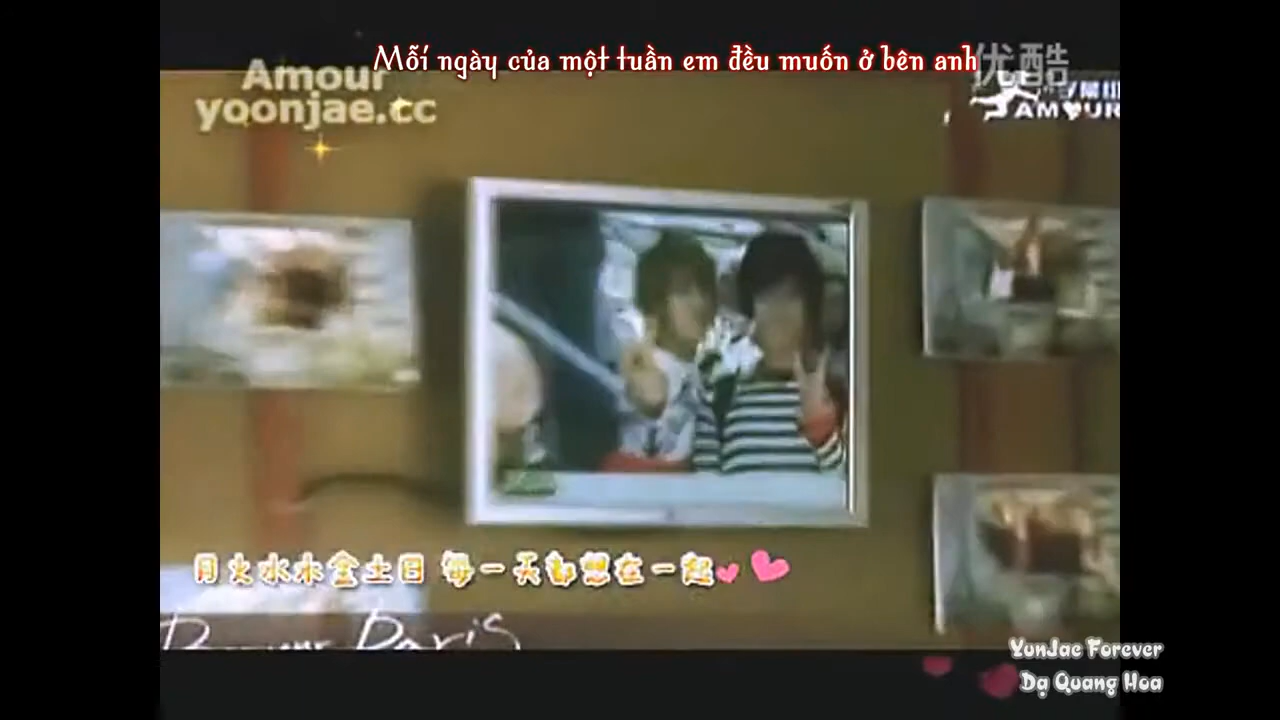 Mỗi ngày của một tuần em đều muốn ở bên anh
优酷
Amour
yoonjae.cc
AMOUR
月火水木金土日 每一天都想在一起
Paris
YunJae Forever
Dạ Quang Hoa